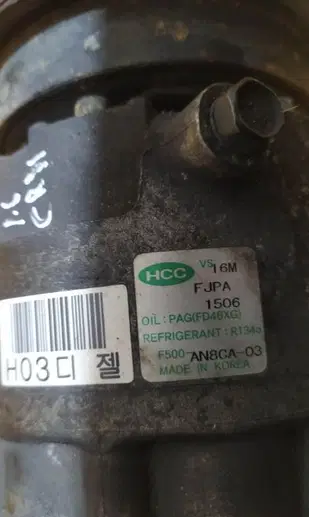 HCC VS 16M
FJPA
1506
OIL: PAG(FD46XG)
REFRIGERANT: R134a
F500-AN8CA-03
MADE IN KOREA
H03디 젤